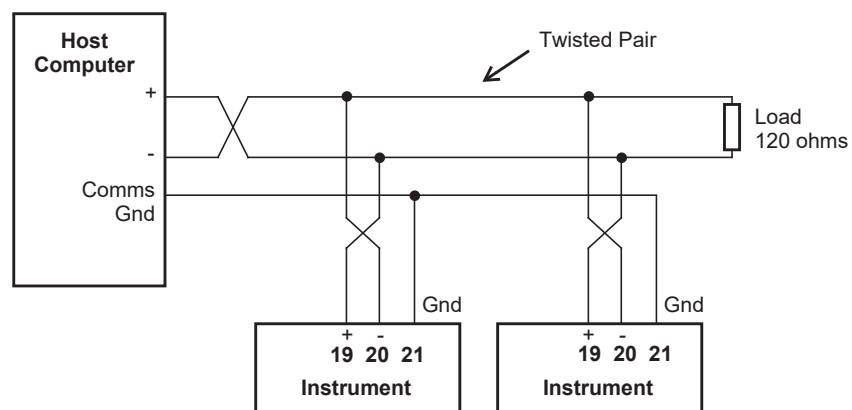 Host
Computer
Twisted Pair
+
-
Load
120 ohms
Comms
Gnd
Gnd
Gnd
+ -
19 20 21
Instrument
+ -
19 20 21
Instrument